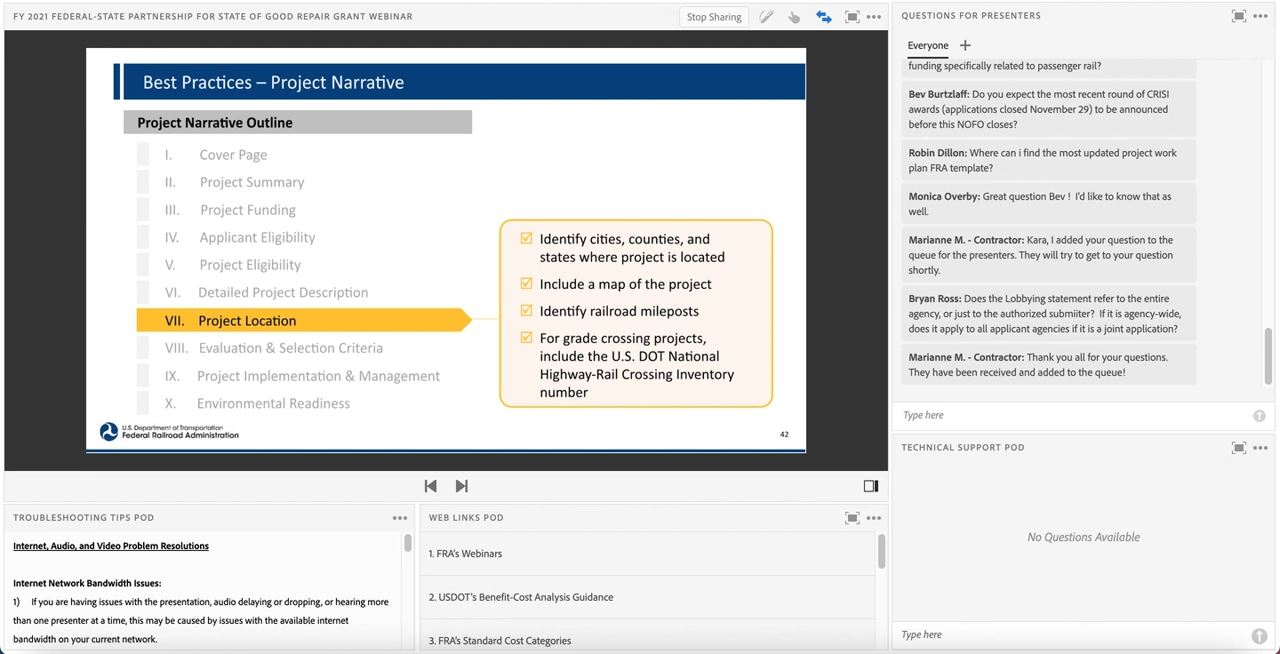 FY 2021 FEDERAL-STATE PARTNERSHIP FOR STATE OF GOOD REPAIR GRANT WEBINAR
Stop Sharing
Best Practices – Project Narrative
Project Narrative Outline
I. Cover Page
II. Project Summary
III. Project Funding
IV. Applicant Eligibility
V. Project Eligibility
VI. Detailed Project Description
VII. Project Location
VIII. Evaluation & Selection Criteria
IX. Project Implementation & Management
X. Environmental Readiness
Identify cities, counties, and
states where project is located
Include a map of the project
Identify railroad mileposts
For grade crossing projects,
include the U.S. DOT National
Highway-Rail Crossing Inventory
number
U.S. Department of Transportation
Federal Railroad Administration
42
QUESTIONS FOR PRESENTERS
Everyone
funding specifically related to passenger rail?
Bev Burtzlaff: Do you expect the most recent round of CRISI
awards (applications closed November 29) to be announced
before this NOFO closes?
Robin Dillon: Where can i find the most updated project work
plan FRA template?
Monica Overby: Great question Bev ! I'd like to know that as
well.
Marianne M. - Contractor: Kara, I added your question to the
queue for the presenters. They will try to get to your question
shortly.
Bryan Ross: Does the Lobbying statement refer to the entire
agency, or just to the authorized submiiter? If it is agency-wide,
does it apply to all applicant agencies if it is a joint application?
Marianne M. - Contractor: Thank you all for your questions.
They have been received and added to the queue!
Type here
TECHNICAL SUPPORT POD
No Questions Available
Type here
TROUBLESHOOTING TIPS POD
Internet, Audio, and Video Problem Resolutions
Internet Network Bandwidth Issues:
1) If you are having issues with the presentation, audio delaying or dropping, or hearing more
than one presenter at a time, this may be caused by issues with the available internet
bandwidth on your current network.
WEB LINKS POD
1. FRA's Webinars
2. USDOT's Benefit-Cost Analysis Guidance
3. FRA's Standard Cost Categories